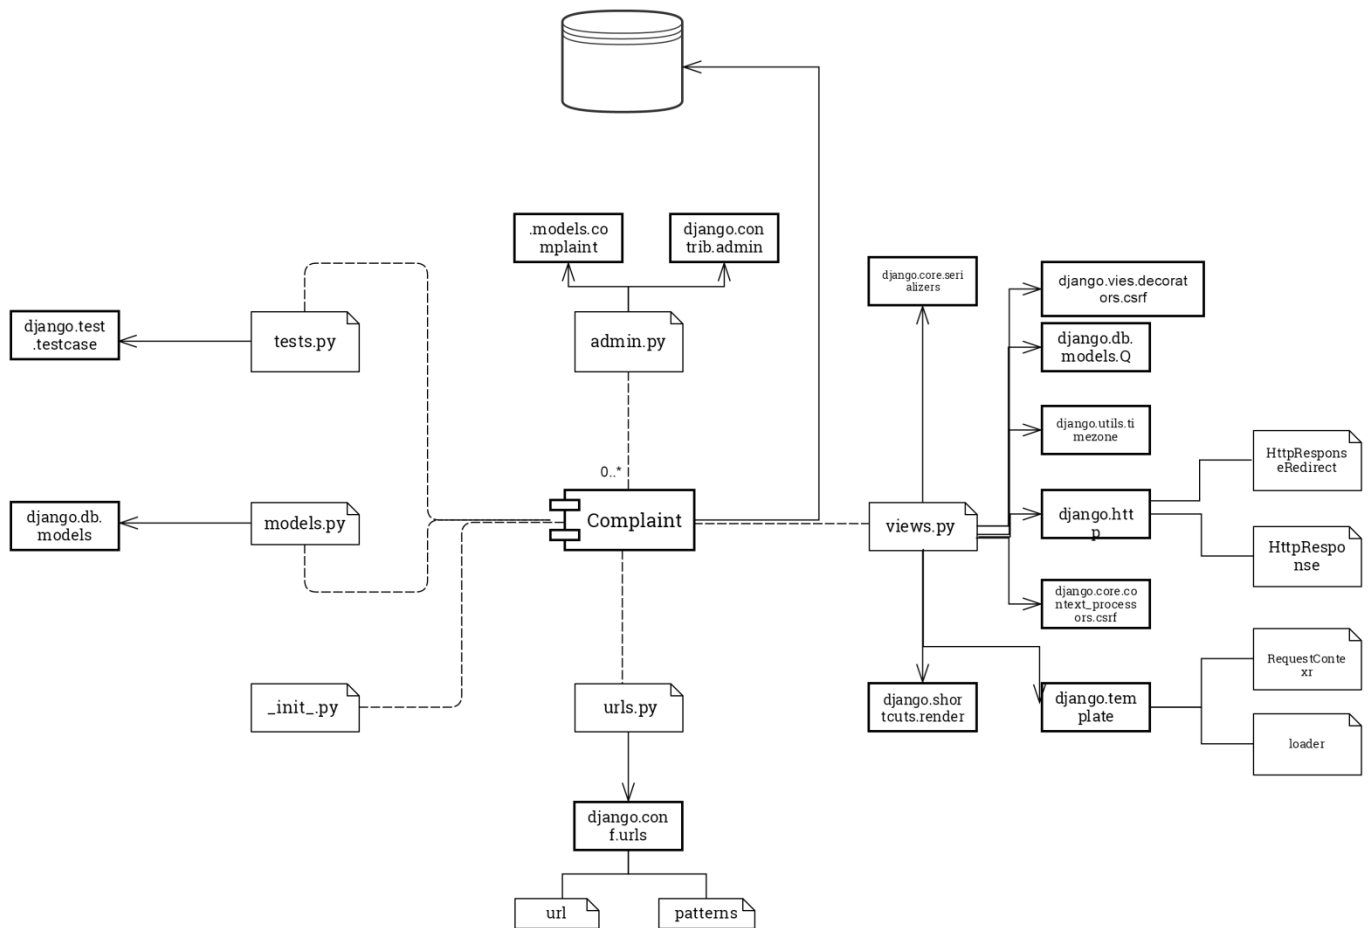 .models.co
mplaint
django.con
trib.admin
django.core.seri
alizers
django.vies.decorat
ors.csrf
django.test
.testcase
tests.py
admin.py
django.db.
models.Q
django.utils.ti
mezone
HttpRespons
eRedirect
0..*
django.db.
models
models.py
Complaint
views.py
django.htt
p
HttpRespo
nse
django.core.co
ntext_process
ors.csrf
RequestConte
xr
_init_.py
urls.py
django.shor
tcuts.render
django.tem
plate
loader
django.con
f.urls
url
patterns